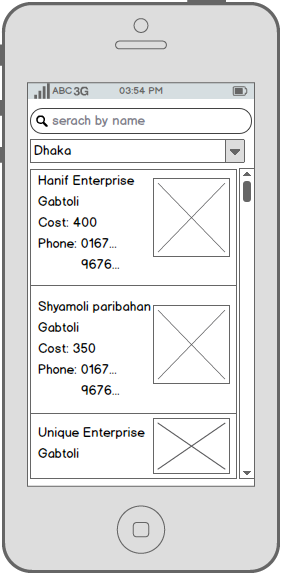 ABC 3G 03:54 PM
serach by name
Dhaka
Hanif Enterprise
Gabtoli
Cost: 400
Phone: 0167...
9676...
Shyamoli paribahan
Gabtoli
Cost: 350
Phone: 0167...
9676...
Unique Enterprise
Gabtoli